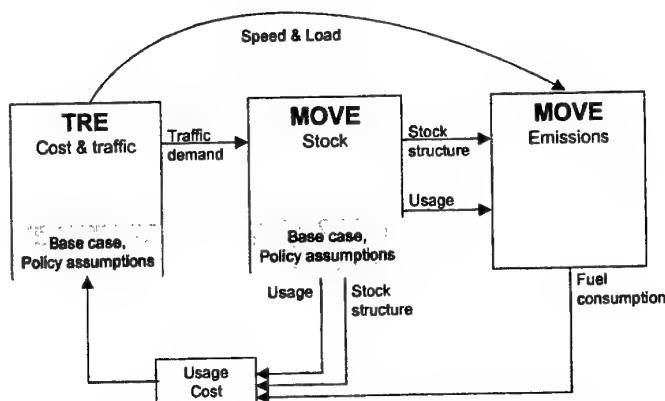 Speed & Load
TRE
Cost & traffic
Traffic
demand
MOVE
Stock
Stock
structure
Usage
MOVE
Emissions
Base case,
Policy assumptions
Base case,
Policy assumptions
Usage
Stock
structure
Fuel
consumption
Usage
Cost